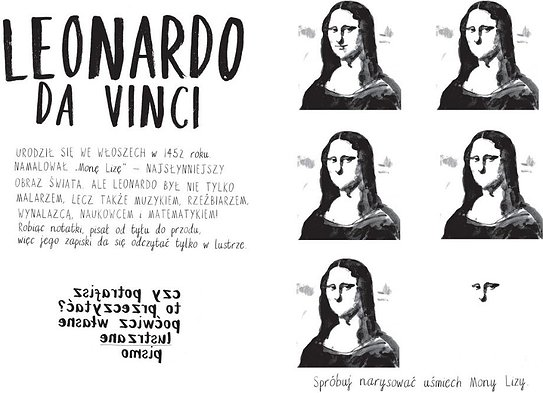 LEONARDO
DA VINCI
URODZIŁ SIĘ WE WŁOSZECH w 1452 roku.
NAMALOWAŁ „Monę Lizę” – NAJSŁYNNIEJSZY
OBRAZ ŚWIATA. ALE LEONARDO BYŁ NIE TYLKO
MALARZEM, LECZ TAKŻE MUZYKIEM, RZEŹBIARZEM,
WYNALAZCĄ, NAUKOWCEM i MATEMATYKIEM!
Robiąc notatki, pisał od tyłu do przodu,
więc jego zapiski da się odczytać tylko w lustrze.
czy potrafisz
to przeczytać?
poćwicz własne
lustrzane
pismo
Spróbuj narysować uśmiech Mony Lizy.